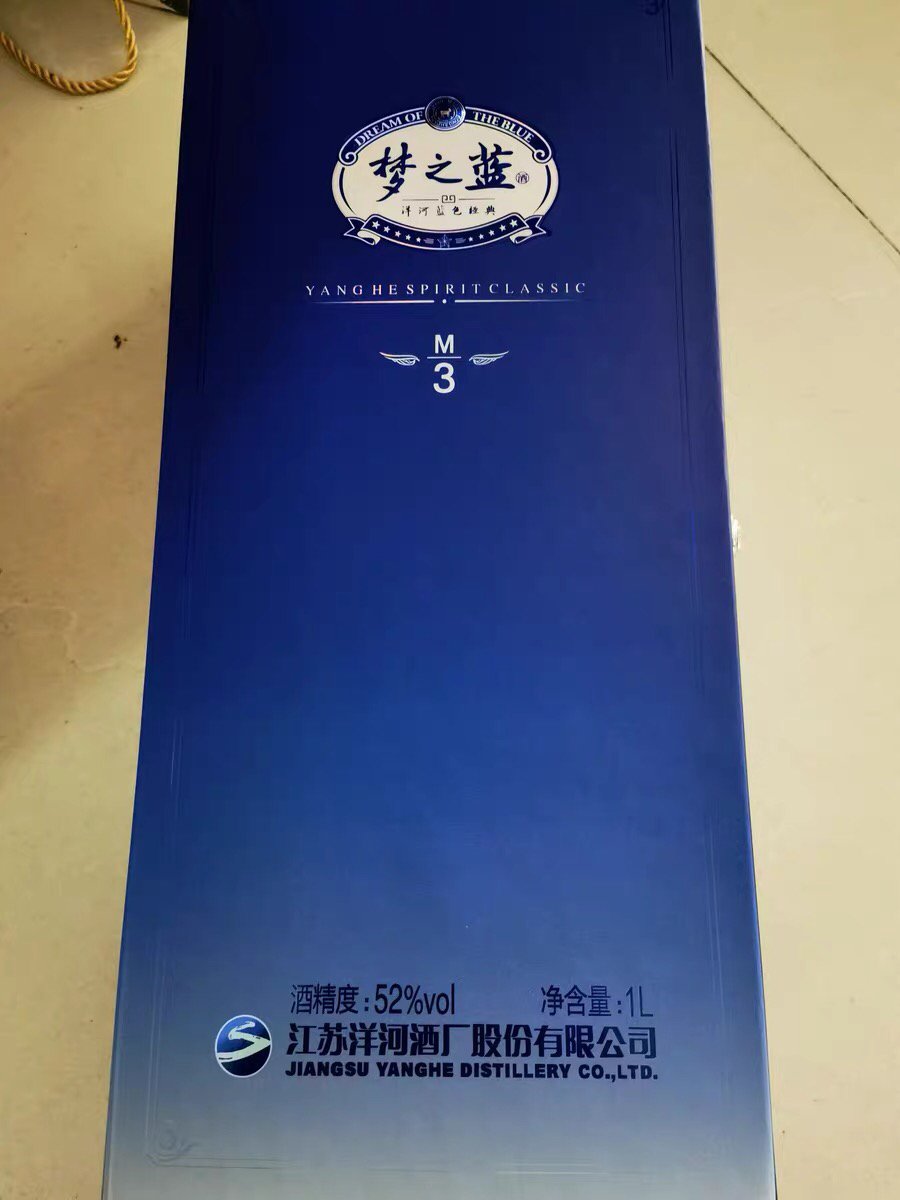 DREAM OF THE BLUE
梦之蓝 酒
洋河蓝色经典
YANGHE SPIRIT CLASSIC
M
3
酒精度:52%vol 净含量:1L
江苏洋河酒厂股份有限公司
JIANGSU YANGHE DISTILLERY CO.,LTD.